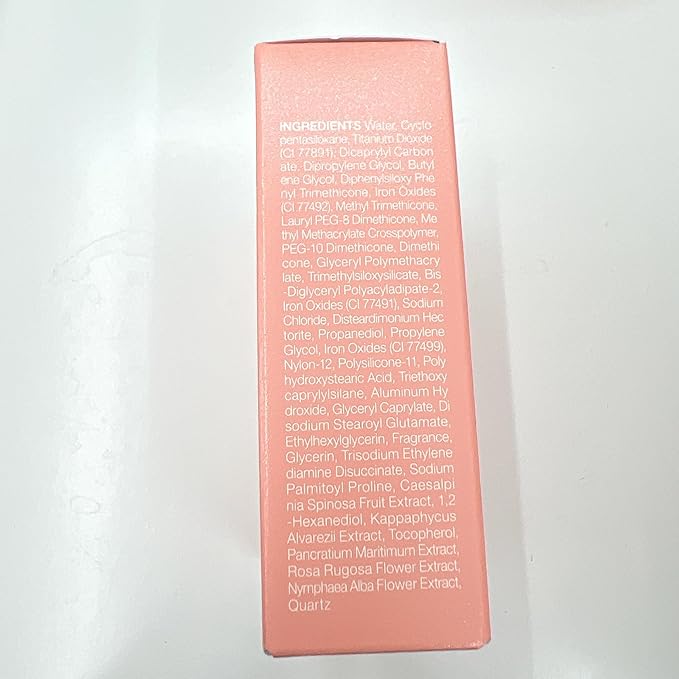 INGREDIENTS Water, Cyclo
pentasiloxane, Titanium Dioxide
(CI 77891), Dicaprylyl Carbon
ate, Dipropylene Glycol, Butyl
ene Glycol, Diphenylsiloxy Phe
nyl Trimethicone, Iron Oxides
(CI 77492), Methyl Trimethicone,
Lauryl PEG-8 Dimethicone, Me
thyl Methacrylate Crosspolymer,
PEG-10 Dimethicone, Dimethi
cone, Glyceryl Polymethacry
late, Trimethylsiloxysilicate, Bis
-Diglyceryl Polyacyladipate-2,
Iron Oxides (CI 77491), Sodium
Chloride, Disteardimonium Hec
torite, Propanediol, Propylene
Glycol, Iron Oxides (CI 77499),
Nylon-12, Polysilicone-11, Poly
hydroxystearic Acid, Triethoxy
caprylylsilane, Aluminum Hy
droxide, Glyceryl Caprylate, Di
sodium Stearoyl Glutamate,
Ethylhexylglycerin, Fragrance,
Glycerin, Trisodium Ethylene
diamine Disuccinate, Sodium
Palmitoyl Proline, Caesalpi
nia Spinosa Fruit Extract, 1,2
-Hexanediol, Kappaphycus
Alvarezii Extract, Tocopherol,
Pancratium Maritimum Extract,
Rosa Rugosa Flower Extract,
Nymphaea Alba Flower Extract,
Quartz